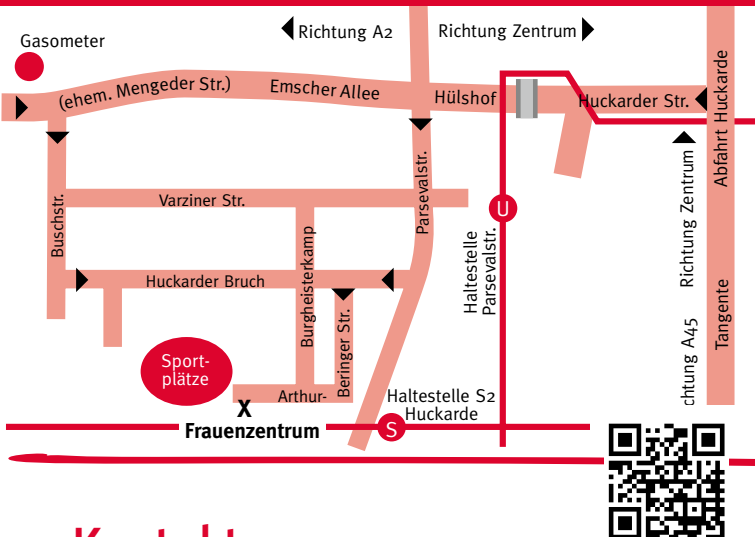 Richtung A2
Richtung Zentrum
Gasometer
(ehem. Mengeder Str.)
Emscher Allee
Hülshof
Huckarder Str.
Abfahrt Huckarde
Buschstr.
Varziner Str.
Parsevalstr.
U
Haltestelle
Parsevalstr.
Richtung Zentrum
chtung A45
Tangente
Huckarder Bruch
Burgheisterkamp
Beringer Str.
Sport-
plätze
Arthur-
X
Frauenzentrum
Haltestelle S2
Huckarde
S